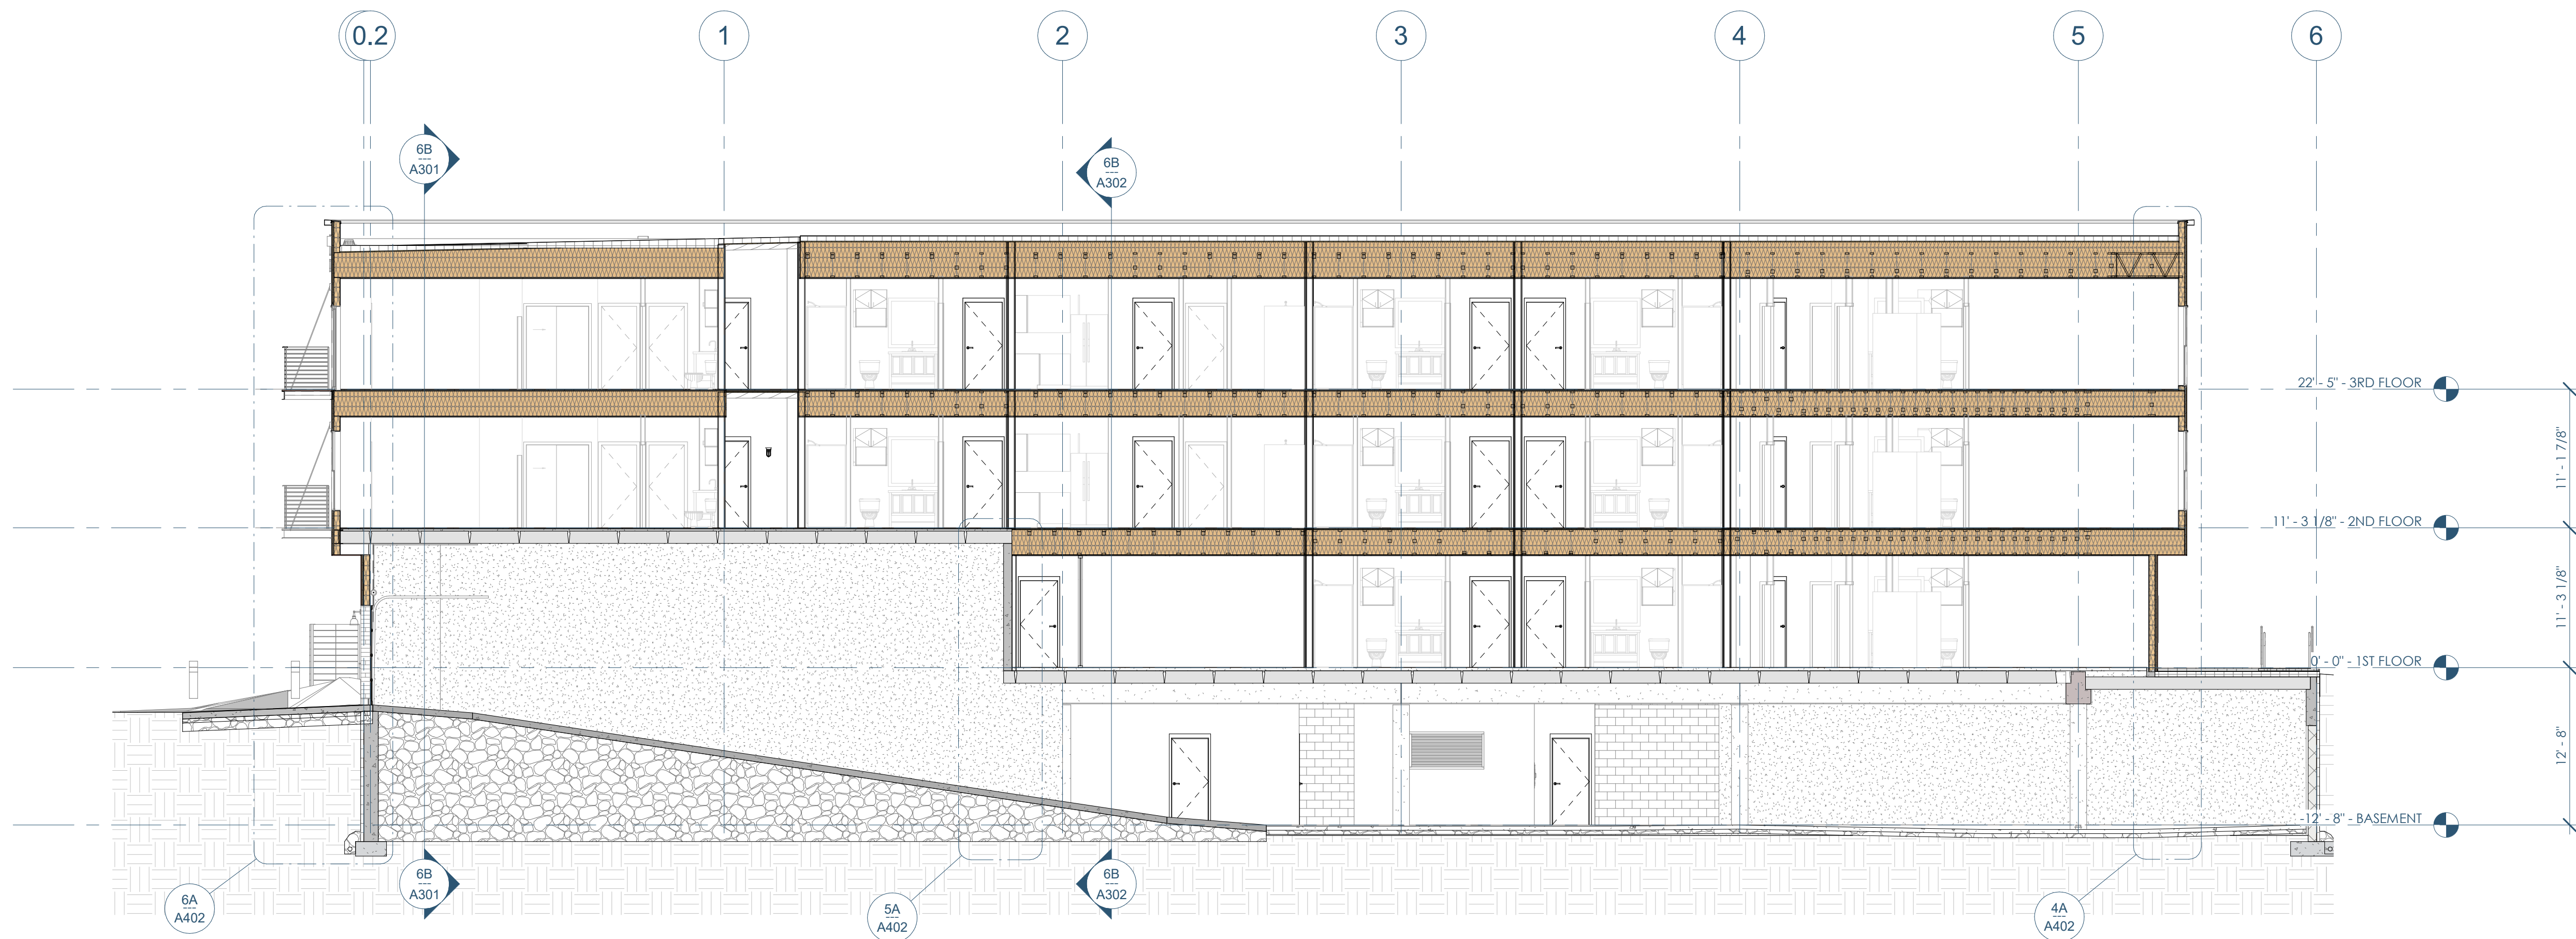 0.2
1
2
3
4
5
6
6B
---
A301
6B
---
A302
22' - 5" - 3RD FLOOR
11' - 1 7/8"
11' - 3 1/8" - 2ND FLOOR
11' - 3 1/8"
0' - 0" - 1ST FLOOR
12' - 8"
-12' - 8" - BASEMENT
6A
---
A402
6B
---
A301
5A
---
A402
6B
---
A302
4A
---
A402